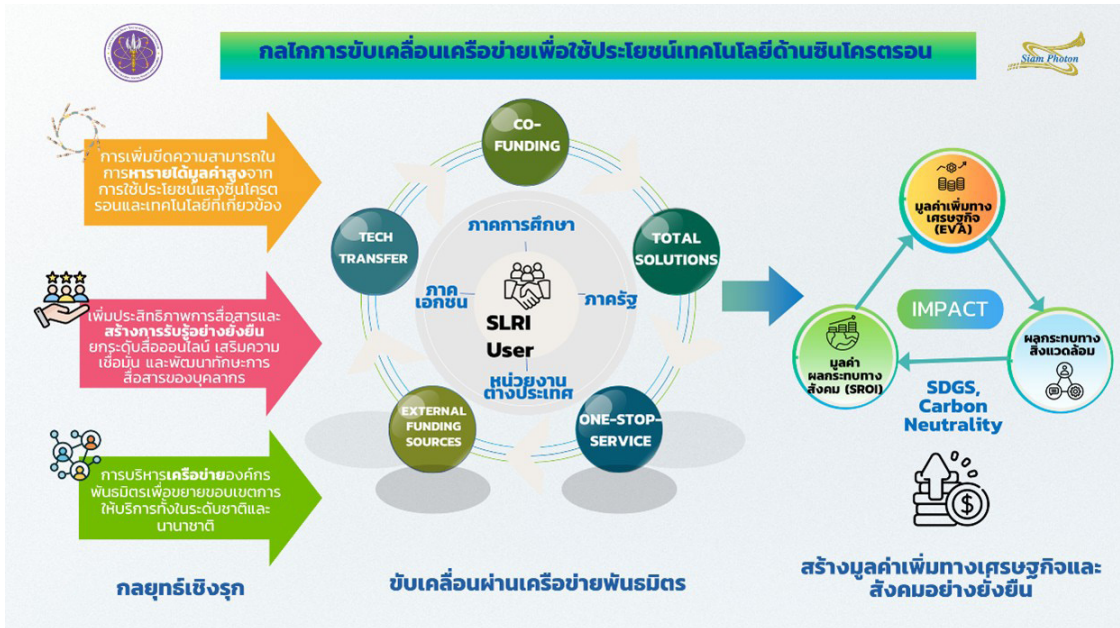 กลไกการขับเคลื่อนเครือข่ายเพื่อใช้ประโยชน์เทคโนโลยีด้านซินโครตรอน
Siam Photon
การเพิ่มขีดความสามารถใน
การหารายได้มูลค่าสูงจาก
การใช้ประโยชน์แสงซินโครต
รอนและเทคโนโลยีที่เกี่ยวข้อง
เพิ่มประสิทธิภาพการสื่อสารและ
สร้างการรับรู้อย่างยั่งยืน
ยกระดับสื่อออนไลน์ เสริมความ
เชื่อมั่น และพัฒนาทักษะการ
สื่อสารของบุคลากร
การบริหารเครือข่ายองค์กร
พันธมิตรเพื่อขยายขอบเขตการ
ให้บริการทั้งในระดับชาติและ
นานาชาติ
กลยุทธ์เชิงรุก
CO-
FUNDING
TECH
TRANSFER
TOTAL
SOLUTIONS
ภาคการศึกษา
ภาค
เอกชน
ภาครัฐ
SLRI
User
หน่วยงาน
ต่างประเทศ
EXTERNAL
FUNDING
SOURCES
ONE-STOP-
SERVICE
ขับเคลื่อนผ่านเครือข่ายพันธมิตร
มูลค่าเพิ่มทาง
เศรษฐกิจ
(EVA)
IMPACT
มูลค่า
ผลกระทบทาง
สังคม (SROI)
ผลกระทบทาง
สิ่งแวดล้อม
SDGS,
Carbon
Neutrality
สร้างมูลค่าเพิ่มทางเศรษฐกิจและ
สังคมอย่างยั่งยืน